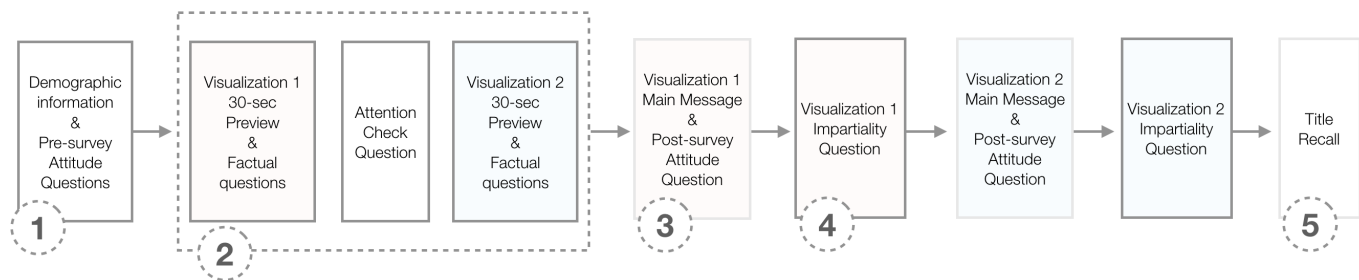 Demographic
information
&
Pre-survey
Attitude
Questions
1
Visualization 1
30-sec
Preview
&
Factual
questions
Attention
Check
Question
Visualization 2
30-sec
Preview
&
Factual
questions
2
Visualization 1
Main Message
&
Post-survey
Attitude
Question
3
Visualization 1
Impartiality
Question
4
Visualization 2
Main Message
&
Post-survey
Attitude
Question
Visualization 2
Impartiality
Question
Title
Recall
5